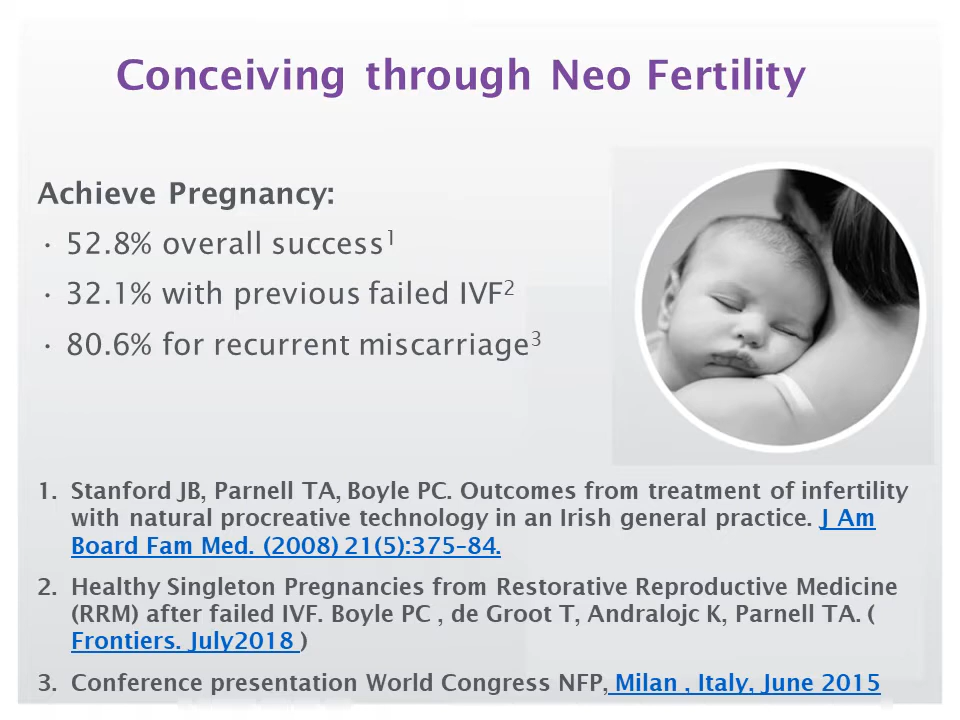 Conceiving through Neo Fertility
Achieve Pregnancy:
• 52.8% overall success¹
• 32.1% with previous failed IVF²
• 80.6% for recurrent miscarriage³
1. Stanford JB, Parnell TA, Boyle PC. Outcomes from treatment of infertility
with natural procreative technology in an Irish general practice. J Am
Board Fam Med. (2008) 21(5):375–84.
2. Healthy Singleton Pregnancies from Restorative Reproductive Medicine
(RRM) after failed IVF. Boyle PC , de Groot T, Andralojc K, Parnell TA. (
Frontiers. July2018 )
3. Conference presentation World Congress NFP, Milan , Italy, June 2015